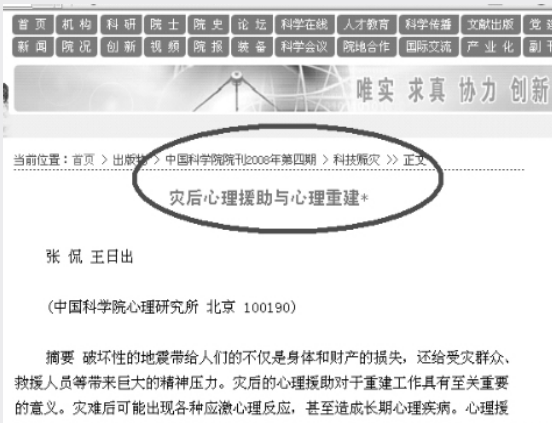 首 页 机 构 科 研 院 士 院 史 论 坛 科学在线 人才教育 科学传播 文献出版 党 建
新 闻 院 况 创 新 视 频 院 报 装 备 科学会议 院地合作 国际交流 产 业 化 副 刊
唯实 求真 协力 创新
当前位置：首页 > 出版物 > 中国科学院院刊2008年第四期 > 科技赈灾 >> 正文
灾后心理援助与心理重建*
张 侃 王日出
(中国科学院心理研究所 北京 100190)
摘要 破坏性的地震带给人们的不仅是身体和财产的损失，还给受灾群众、
救援人员等带来巨大的精神压力。灾后的心理援助对于重建工作具有至关重要
的意义。灾难后可能出现各种应激心理反应，甚至造成长期心理疾病。心理援